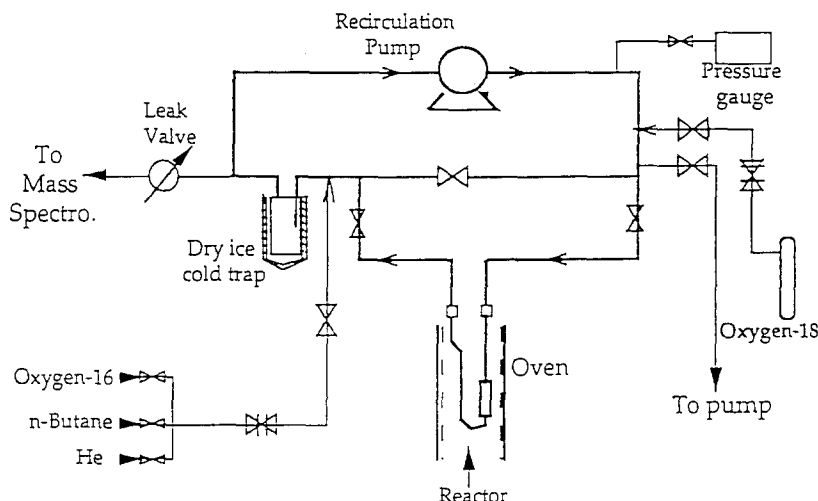 Recirculation
Pump
Pressure
gauge
Leak
Valve
To
Mass
Spectro.
Dry ice
cold trap
Oxygen-18
Oxygen-16
n-Butane
He
Oven
To pump
Reactor